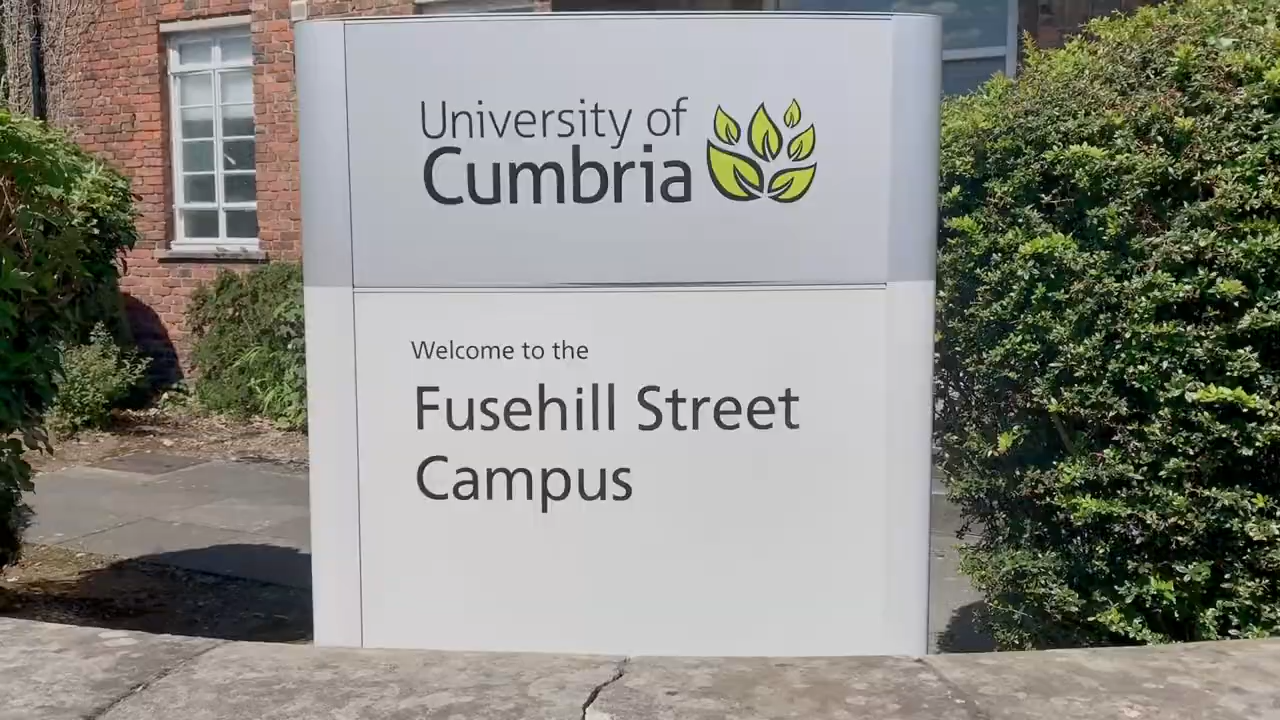 University of
Cumbria
Welcome to the
Fusehill Street
Campus